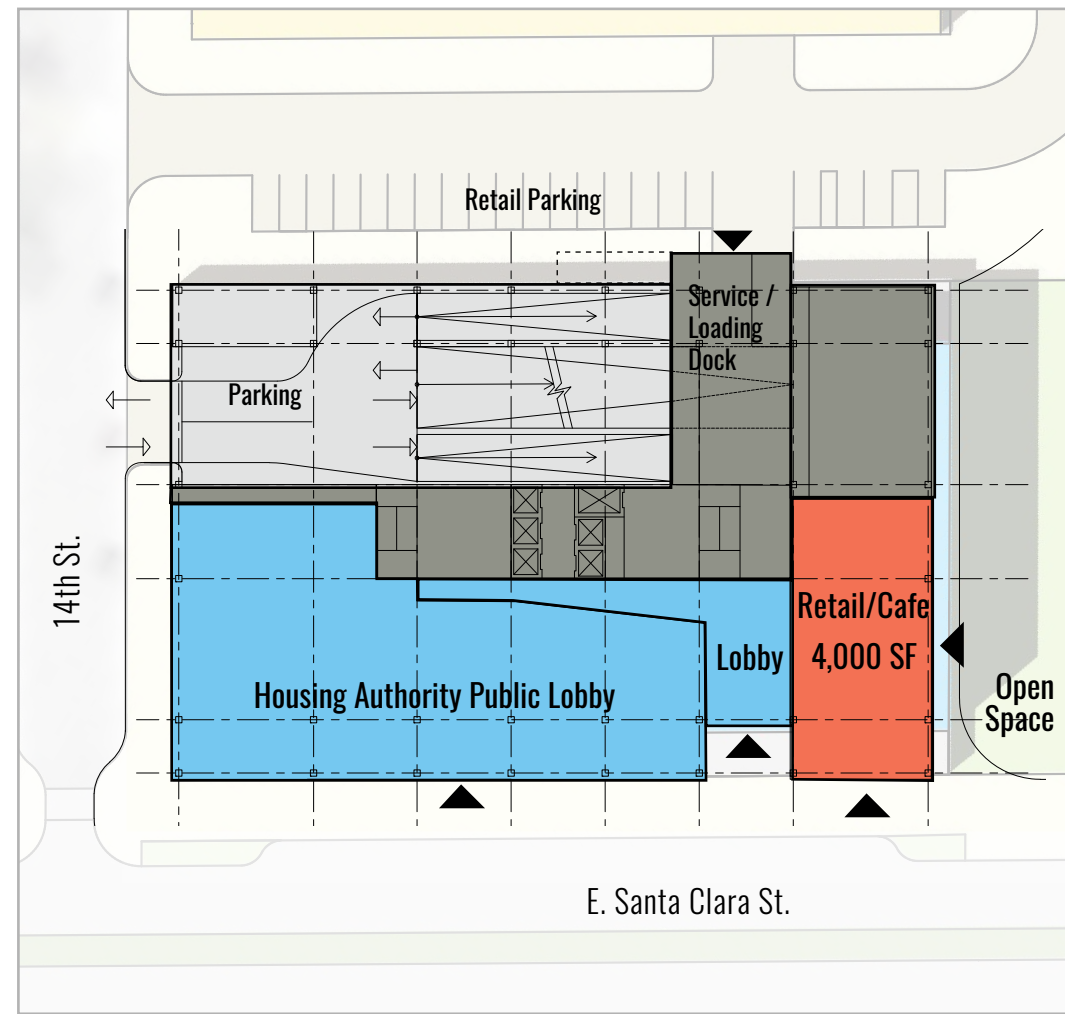 Retail Parking
Service /
Loading
Dock
Parking
14th St.
Retail/Cafe
4,000 SF
Lobby
Housing Authority Public Lobby
Open
Space
E. Santa Clara St.